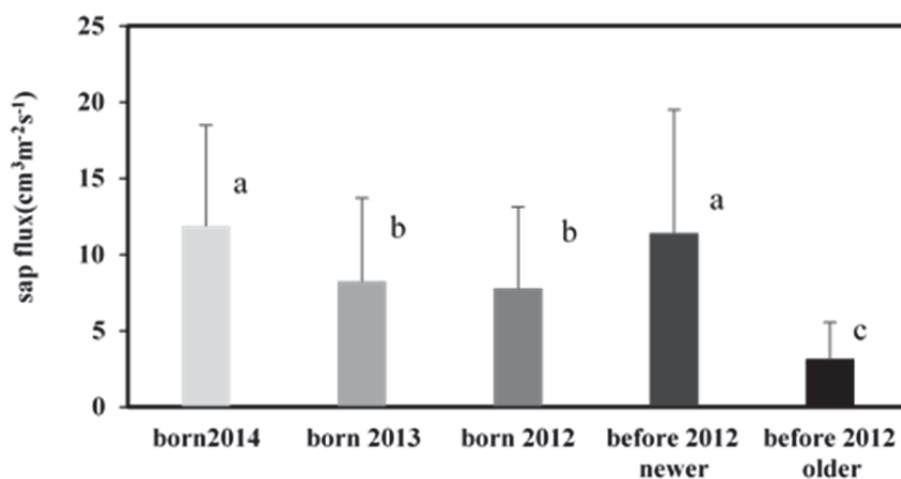 25
20
15
10
5
0
sap flux(cm³m⁻²s⁻¹)
a
b
b
a
c
born2014
born 2013
born 2012
before 2012
newer
before 2012
older